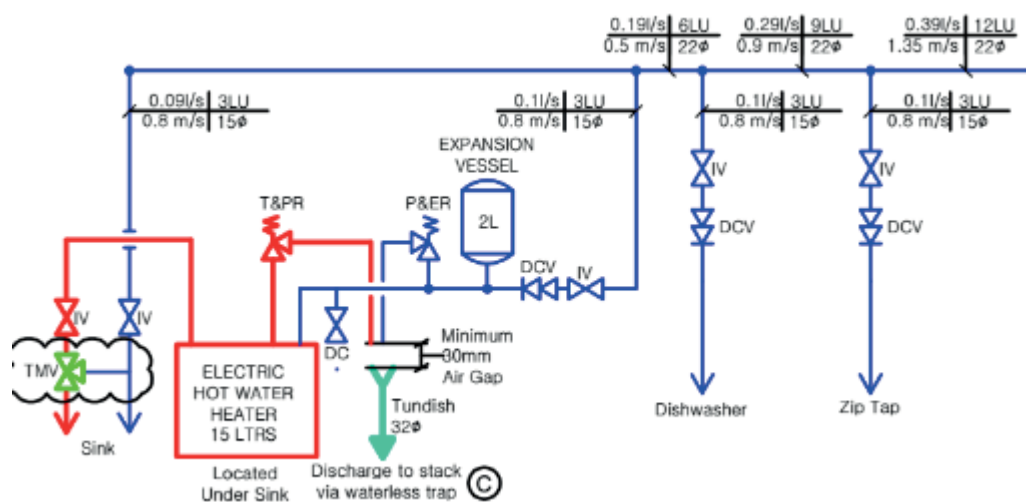 0.19l/s 6LU
0.5 m/s 22ø
0.29l/s 9LU
0.9 m/s 22ø
0.39l/s 12LU
1.35 m/s 22ø
0.09l/s 3LU
0.8 m/s 15ø
0.1l/s 3LU
0.8 m/s 15ø
0.1l/s 3LU
0.8 m/s 15ø
0.1l/s 3LU
0.8 m/s 15ø
EXPANSION
VESSEL
2L
T&PR
P&ER
DCV
IV
IV
DCV
IV
DCV
IV
IV
TMV
Sink
ELECTRIC
HOT WATER
HEATER
15 LTRS
Located
Under Sink
DC
Minimum
30mm
Air Gap
Tundish
32ø
Discharge to stack
via waterless trap
C
Dishwasher
Zip Tap